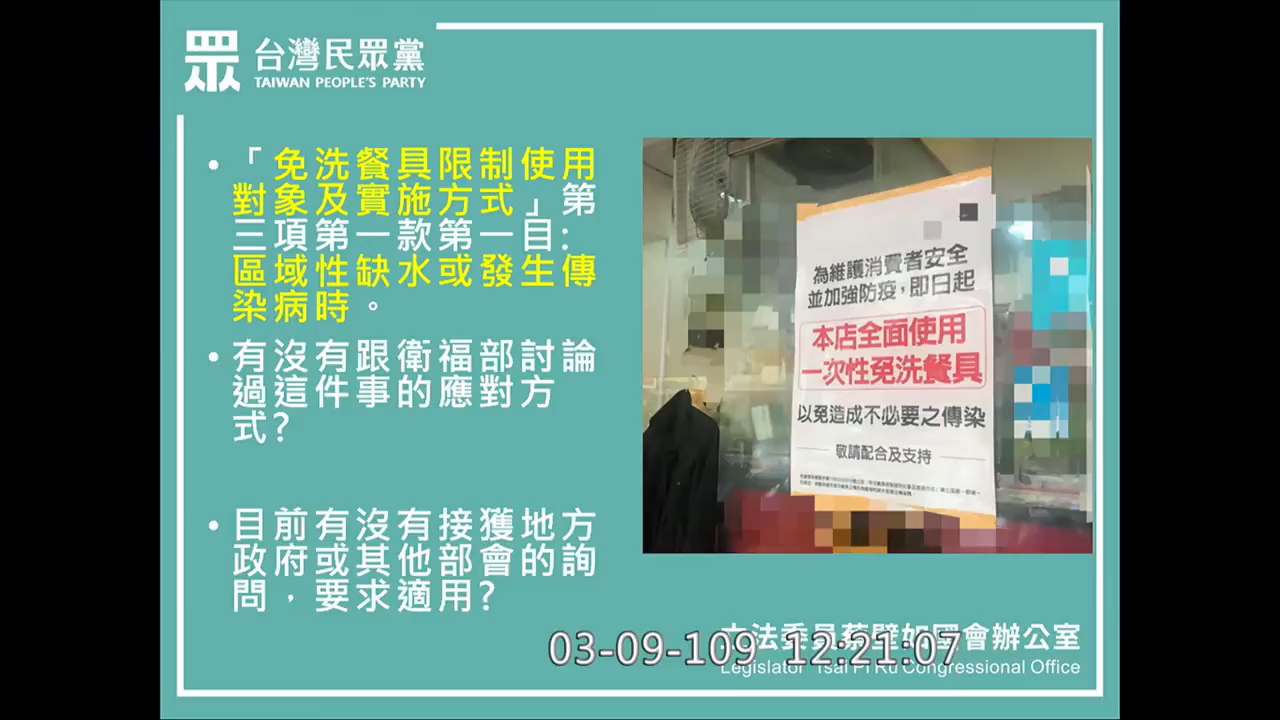 眾 台灣民眾黨
TAIWAN PEOPLE'S PARTY
•「免洗餐具限制使用
對象及實施方式」第
三項第一款第一目:
區域性缺水或發生傳
染病時。
•有沒有跟衛福部討論
過這件事的應對方
式?
•目前有沒有接獲地方
政府或其他部會的詢
問，要求適用?
為維護消費者安全
並加強防疫，即日起
本店全面使用
一次性免洗餐具
以免造成不必要之傳染
敬請配合及支持
立法委員蔡壁如國會辦公室
Legislator Tsai Pi Ru Congressional Office
03-09-109 12:21:07